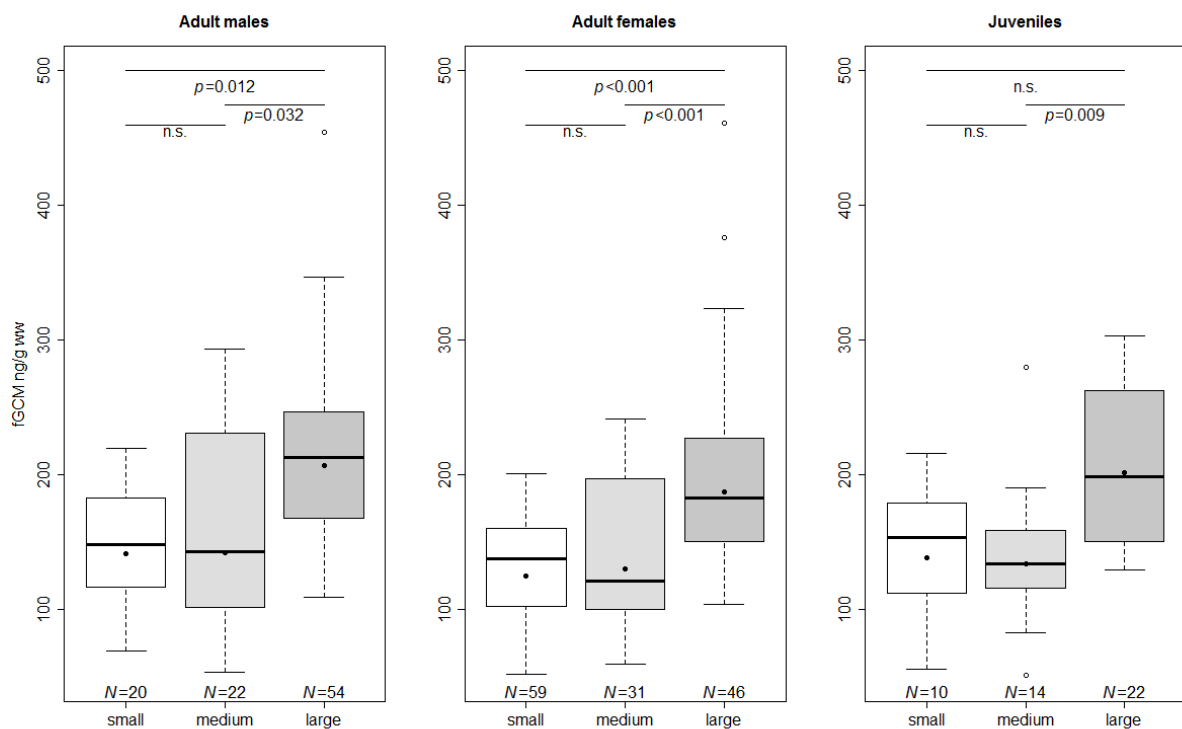 Adult males
Adult females
Juveniles
fGCM ng/g ww
500
400
300
200
100
p=0.012
p=0.032
n.s.
N=20
N=22
N=54
small
medium
large
500
400
300
200
100
p<0.001
p<0.001
n.s.
N=59
N=31
N=46
small
medium
large
500
400
300
200
100
n.s.
p=0.009
n.s.
N=10
N=14
N=22
small
medium
large